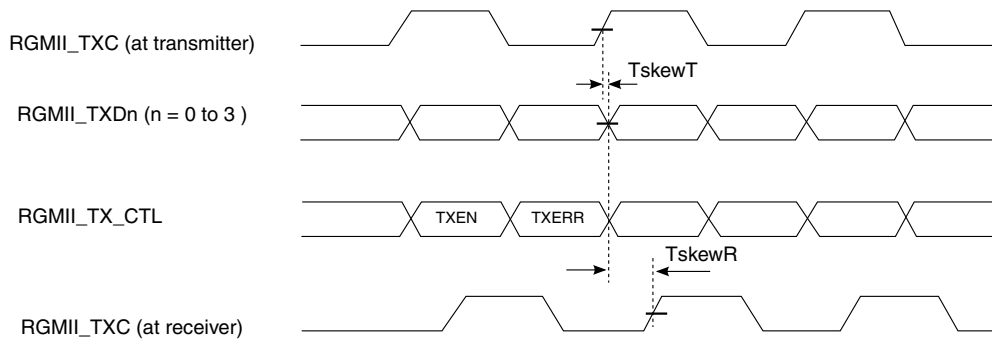 RGMII_TXC (at transmitter)
TskewT
RGMII_TXDn (n = 0 to 3 )
RGMII_TX_CTL
TXEN
TXERR
TskewR
RGMII_TXC (at receiver)